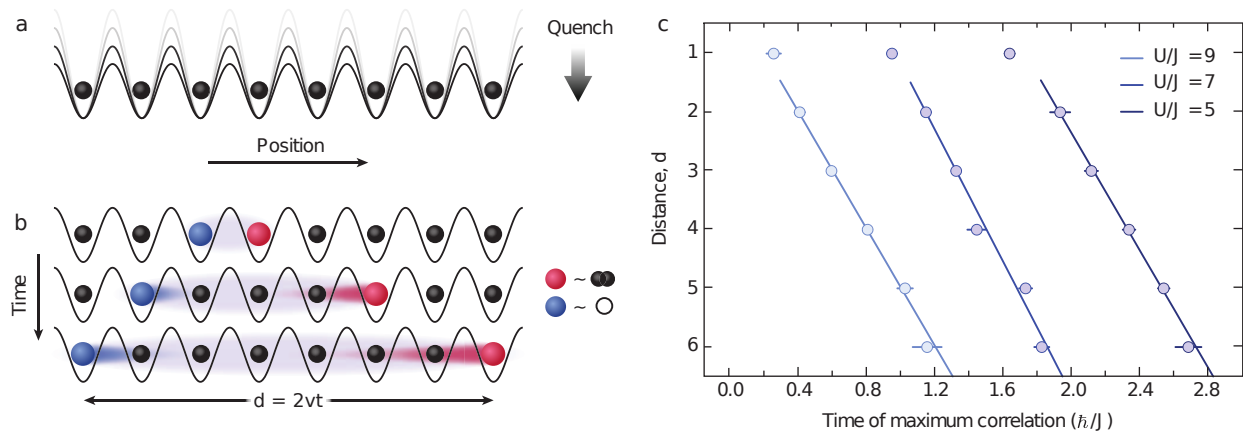 a
Quench
Position
b
Time
~
~
d = 2vt
c
U/J = 9
U/J = 7
U/J = 5
Distance, d
1
2
3
4
5
6
0.0 0.4 0.8 1.2 1.6 2.0 2.4 2.8
Time of maximum correlation (ℏ/J)